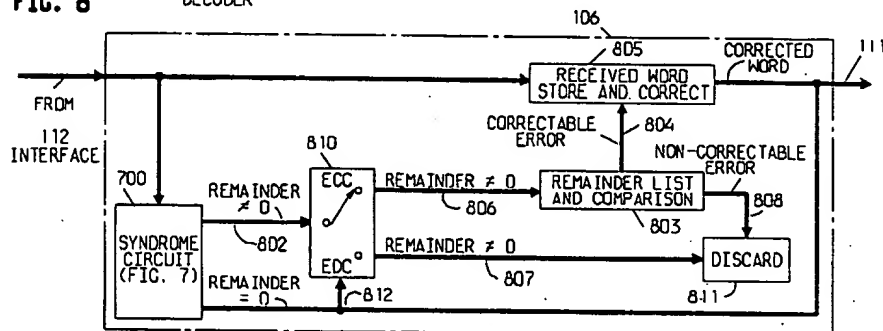 FIG. 8
DECODER
106
805
CORRECTED
WORD
111
RECEIVED WORD
STORE AND CORRECT
FROM
112
INTERFACE
CORRECTABLE
ERROR
804
NON-CORRECTABLE
ERROR
810
700
REMAINDER
≠ 0
802
ECC
REMAINDER ≠ 0
806
REMAINDER LIST
AND COMPARISON
803
808
SYNDROME
CIRCUIT
(FIG. 7)
EDC
REMAINDER ≠ 0
807
DISCARD
811
REMAINDER
= 0
812